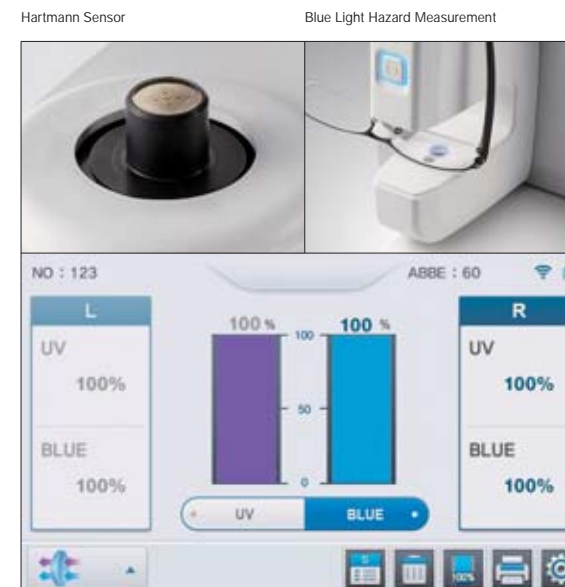 Hartmann Sensor
Blue Light Hazard Measurement
NO : 123
ABBE : 60
L
UV
100%
BLUE
100%
100 %
100 %
100
50
0
UV
BLUE
R
UV
100%
BLUE
100%
100%